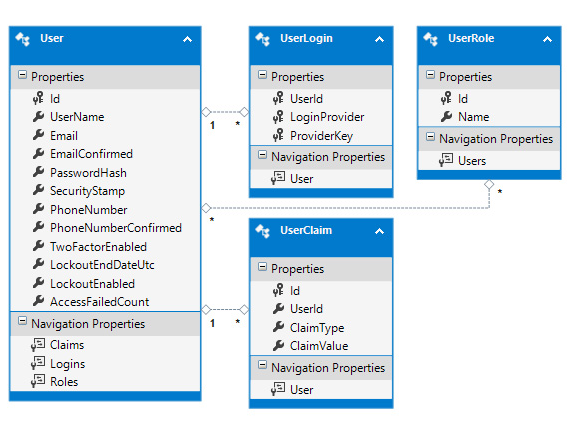 User
Properties
Id
UserName
Email
EmailConfirmed
PasswordHash
SecurityStamp
PhoneNumber
PhoneNumberConfirmed
TwoFactorEnabled
LockoutEndDateUtc
LockoutEnabled
AccessFailedCount
Navigation Properties
Claims
Logins
Roles
1 *
UserLogin
Properties
UserId
LoginProvider
ProviderKey
Navigation Properties
User
UserRole
Properties
Id
Name
Navigation Properties
Users
*
*
1 *
UserClaim
Properties
Id
UserId
ClaimType
ClaimValue
Navigation Properties
User